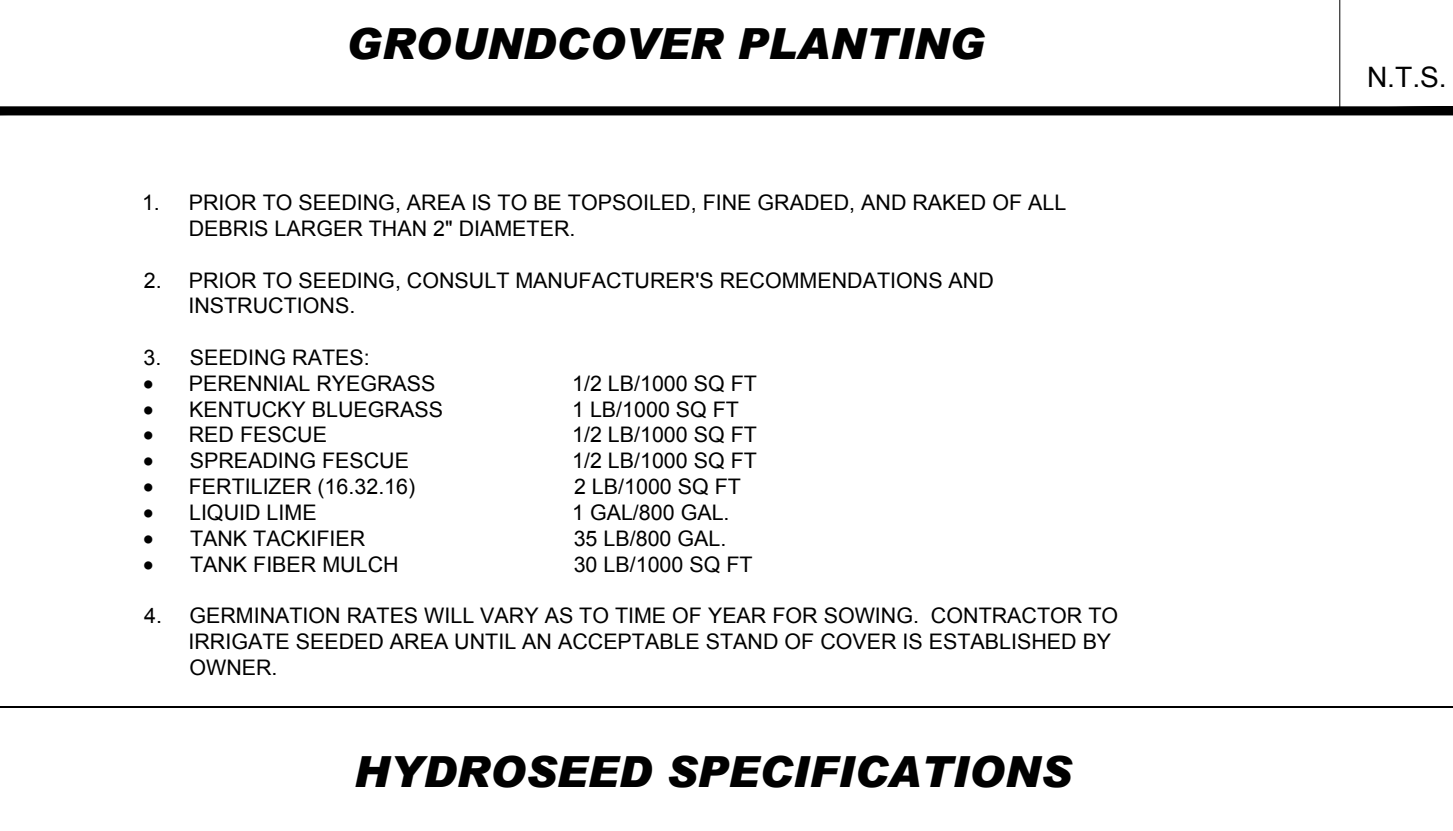 GROUNDCOVER PLANTING
N.T.S.
1. PRIOR TO SEEDING, AREA IS TO BE TOPSOILED, FINE GRADED, AND RAKED OF ALL
DEBRIS LARGER THAN 2" DIAMETER.
2. PRIOR TO SEEDING, CONSULT MANUFACTURER'S RECOMMENDATIONS AND
INSTRUCTIONS.
3. SEEDING RATES:
• PERENNIAL RYEGRASS 1/2 LB/1000 SQ FT
• KENTUCKY BLUEGRASS 1 LB/1000 SQ FT
• RED FESCUE 1/2 LB/1000 SQ FT
• SPREADING FESCUE 1/2 LB/1000 SQ FT
• FERTILIZER (16.32.16) 2 LB/1000 SQ FT
• LIQUID LIME 1 GAL/800 GAL.
• TANK TACKIFIER 35 LB/800 GAL.
• TANK FIBER MULCH 30 LB/1000 SQ FT
4. GERMINATION RATES WILL VARY AS TO TIME OF YEAR FOR SOWING. CONTRACTOR TO
IRRIGATE SEEDED AREA UNTIL AN ACCEPTABLE STAND OF COVER IS ESTABLISHED BY
OWNER.
HYDROSEED SPECIFICATIONS